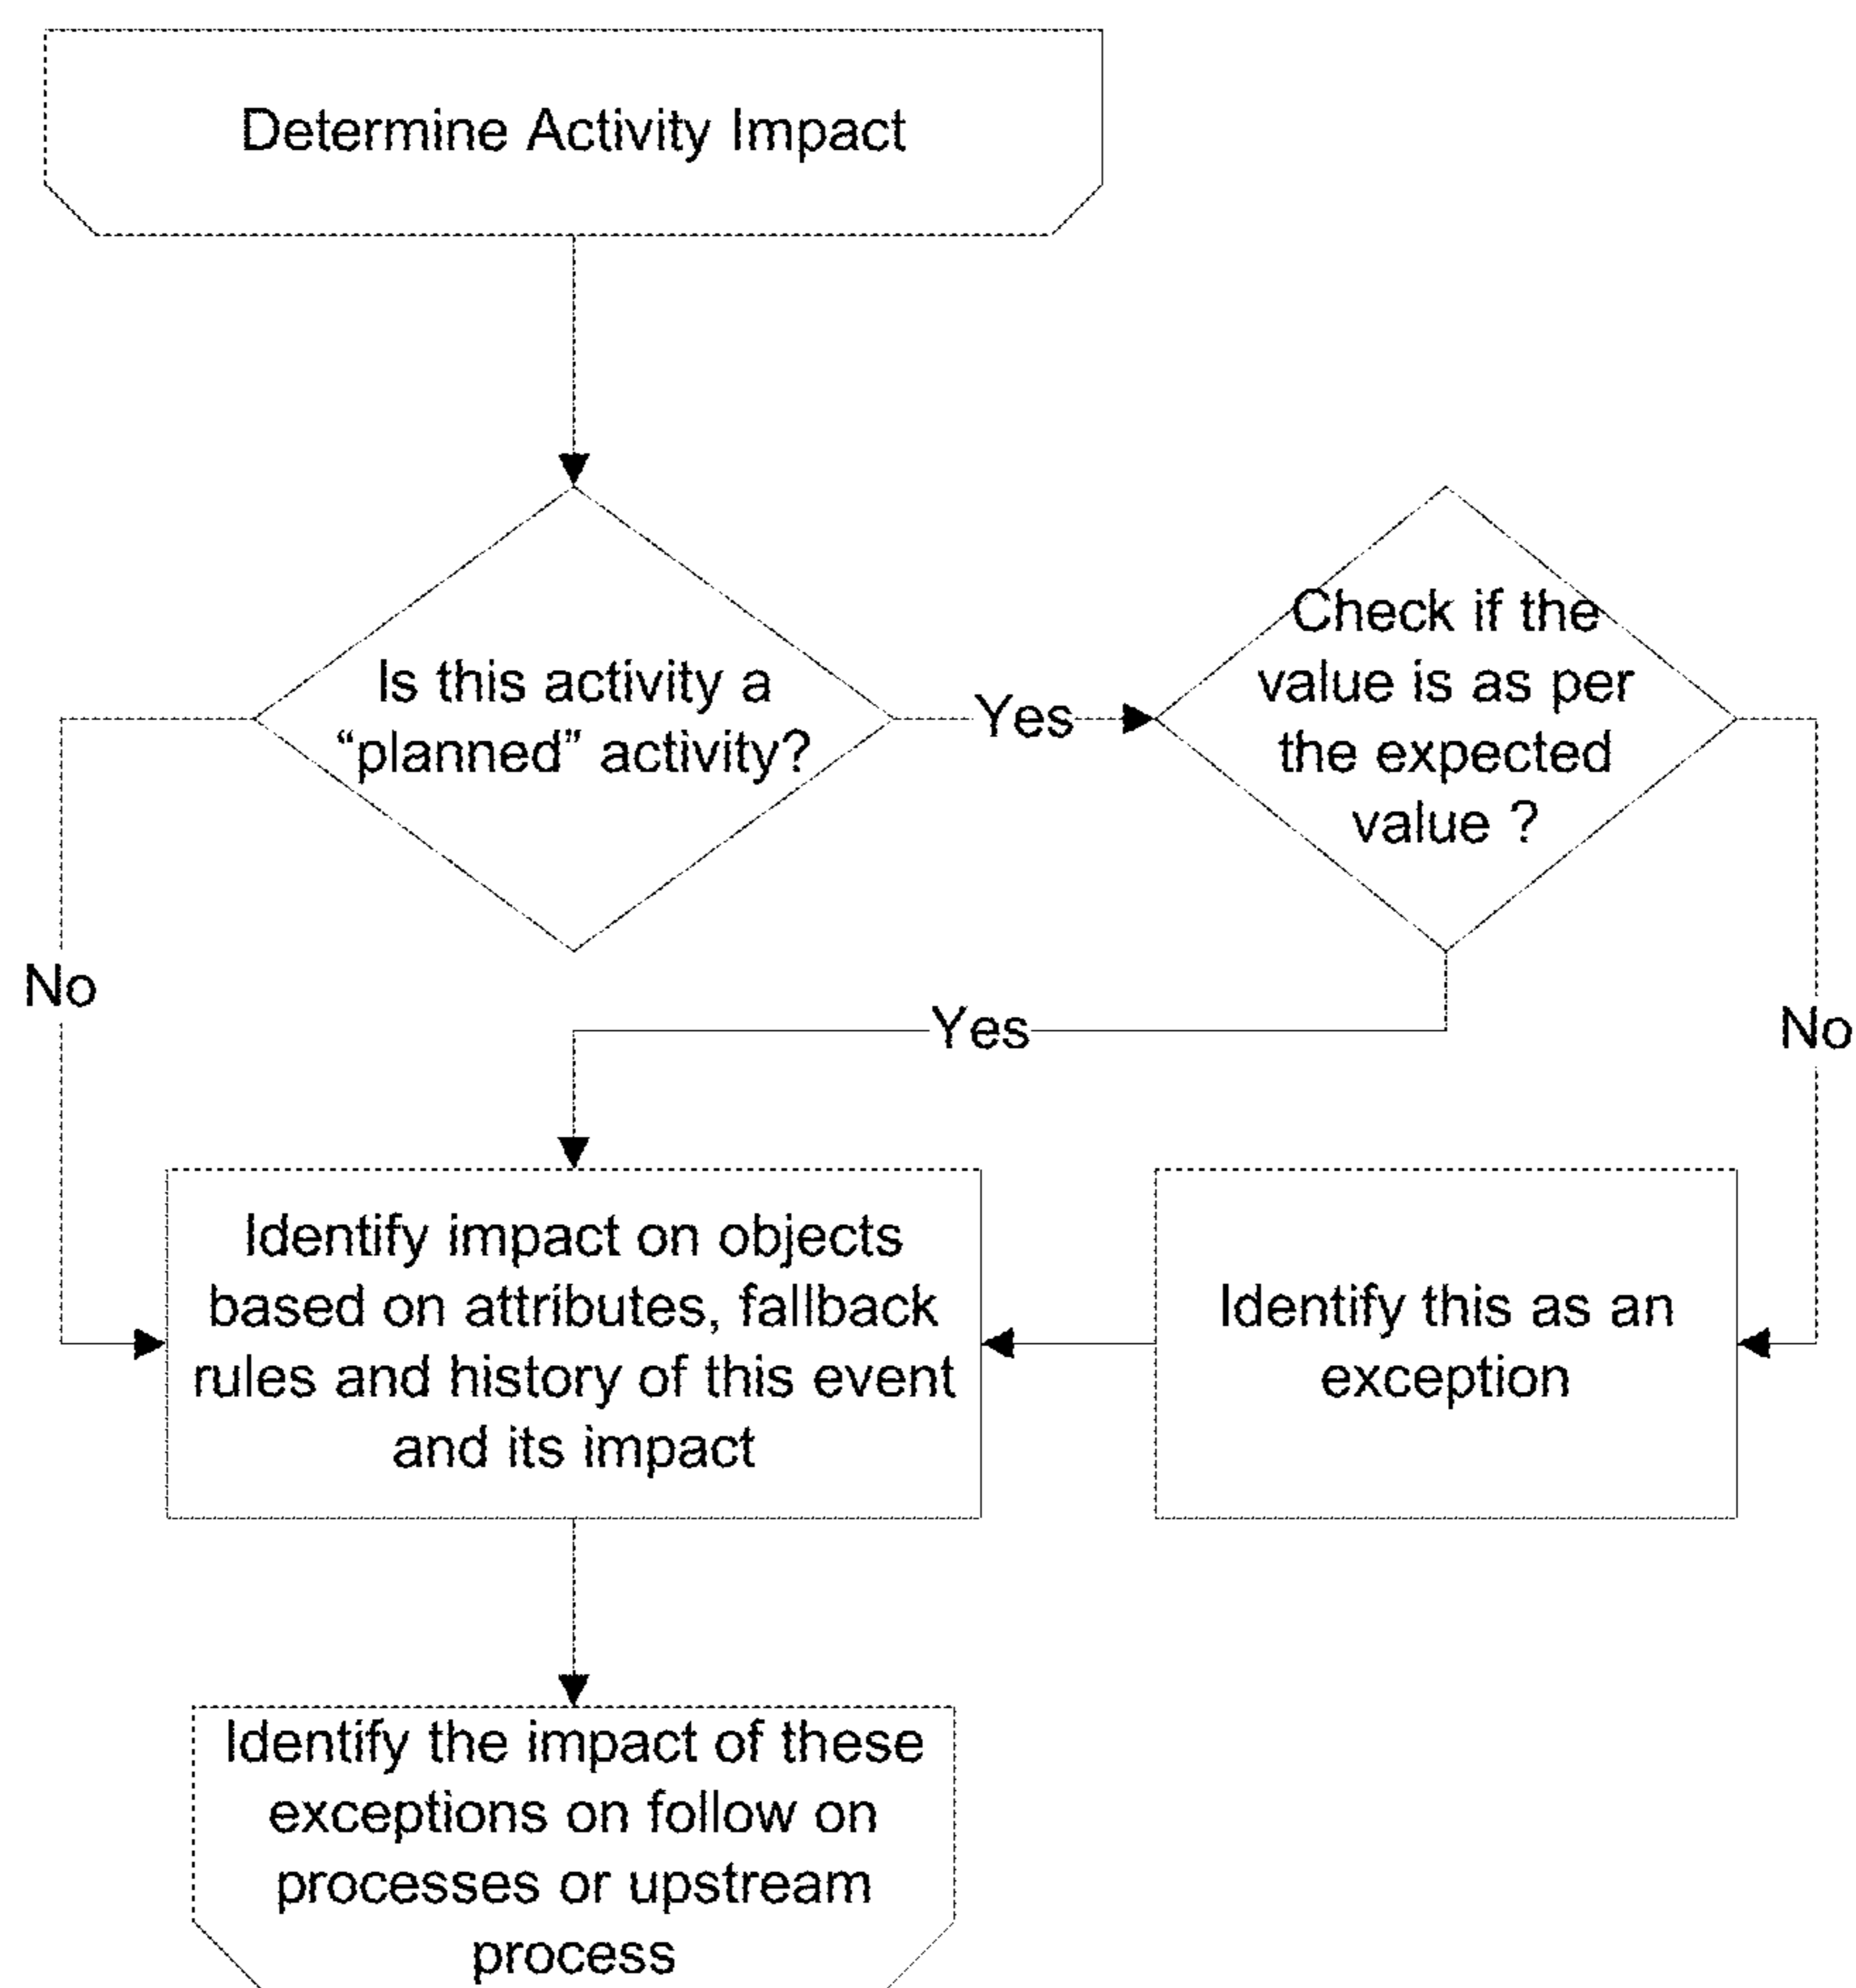 Determine Activity Impact
Is this activity a
“planned” activity?
Yes
Check if the
value is as per
the expected
value ?
No
Yes
No
Identify impact on objects
based on attributes, fallback
rules and history of this event
and its impact
Identify this as an
exception
Identify the impact of these
exceptions on follow on
processes or upstream
process